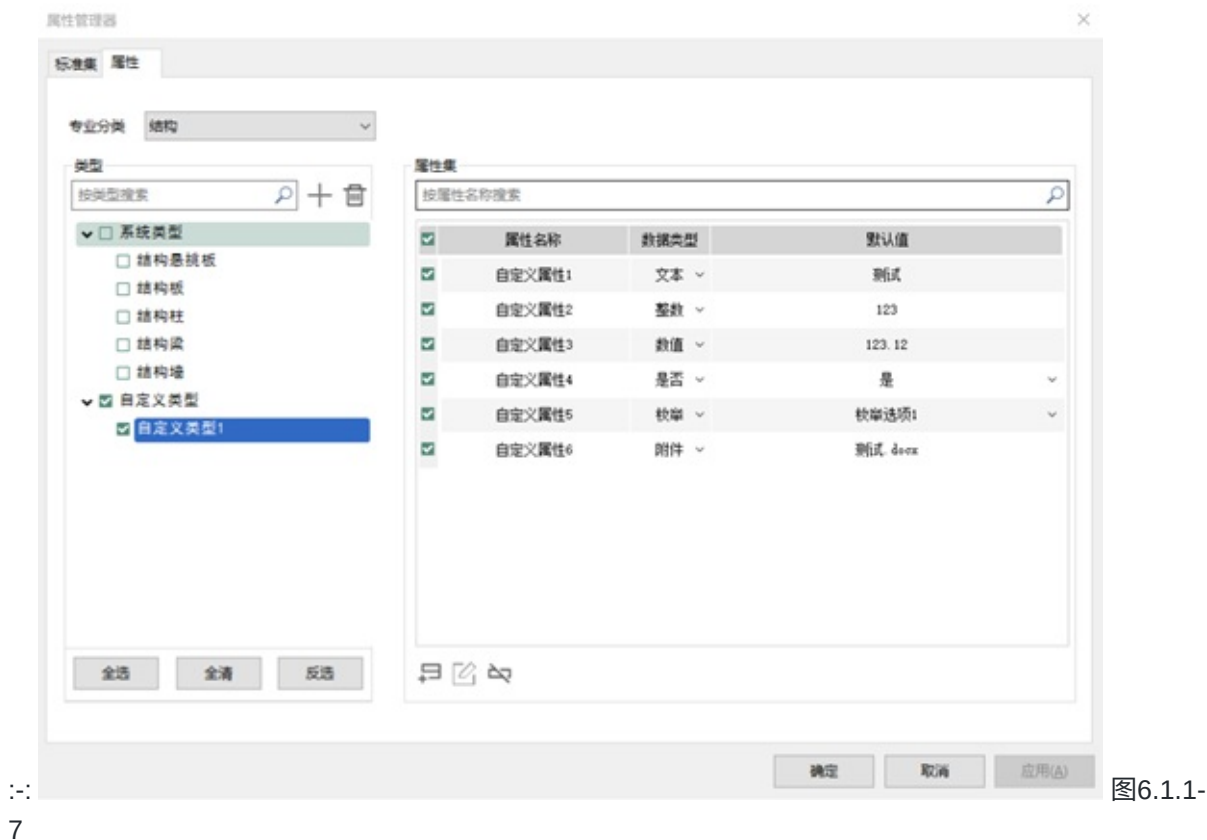 属性管理器
标准集 属性
专业分类 结构
类型
按类型搜索
系统类型
结构悬挑板
结构板
结构柱
结构梁
结构墙
自定义类型
自定义类型1
全选 全清 反选
属性集
按属性名称搜索
属性名称 数据类型 默认值
自定义属性1 文本 测试
自定义属性2 整数 123
自定义属性3 数值 123.12
自定义属性4 是否 是
自定义属性5 枚举 枚举选项1
自定义属性6 附件 测试.docx
确定 取消 应用(A)
:-: 图6.1.1-
7